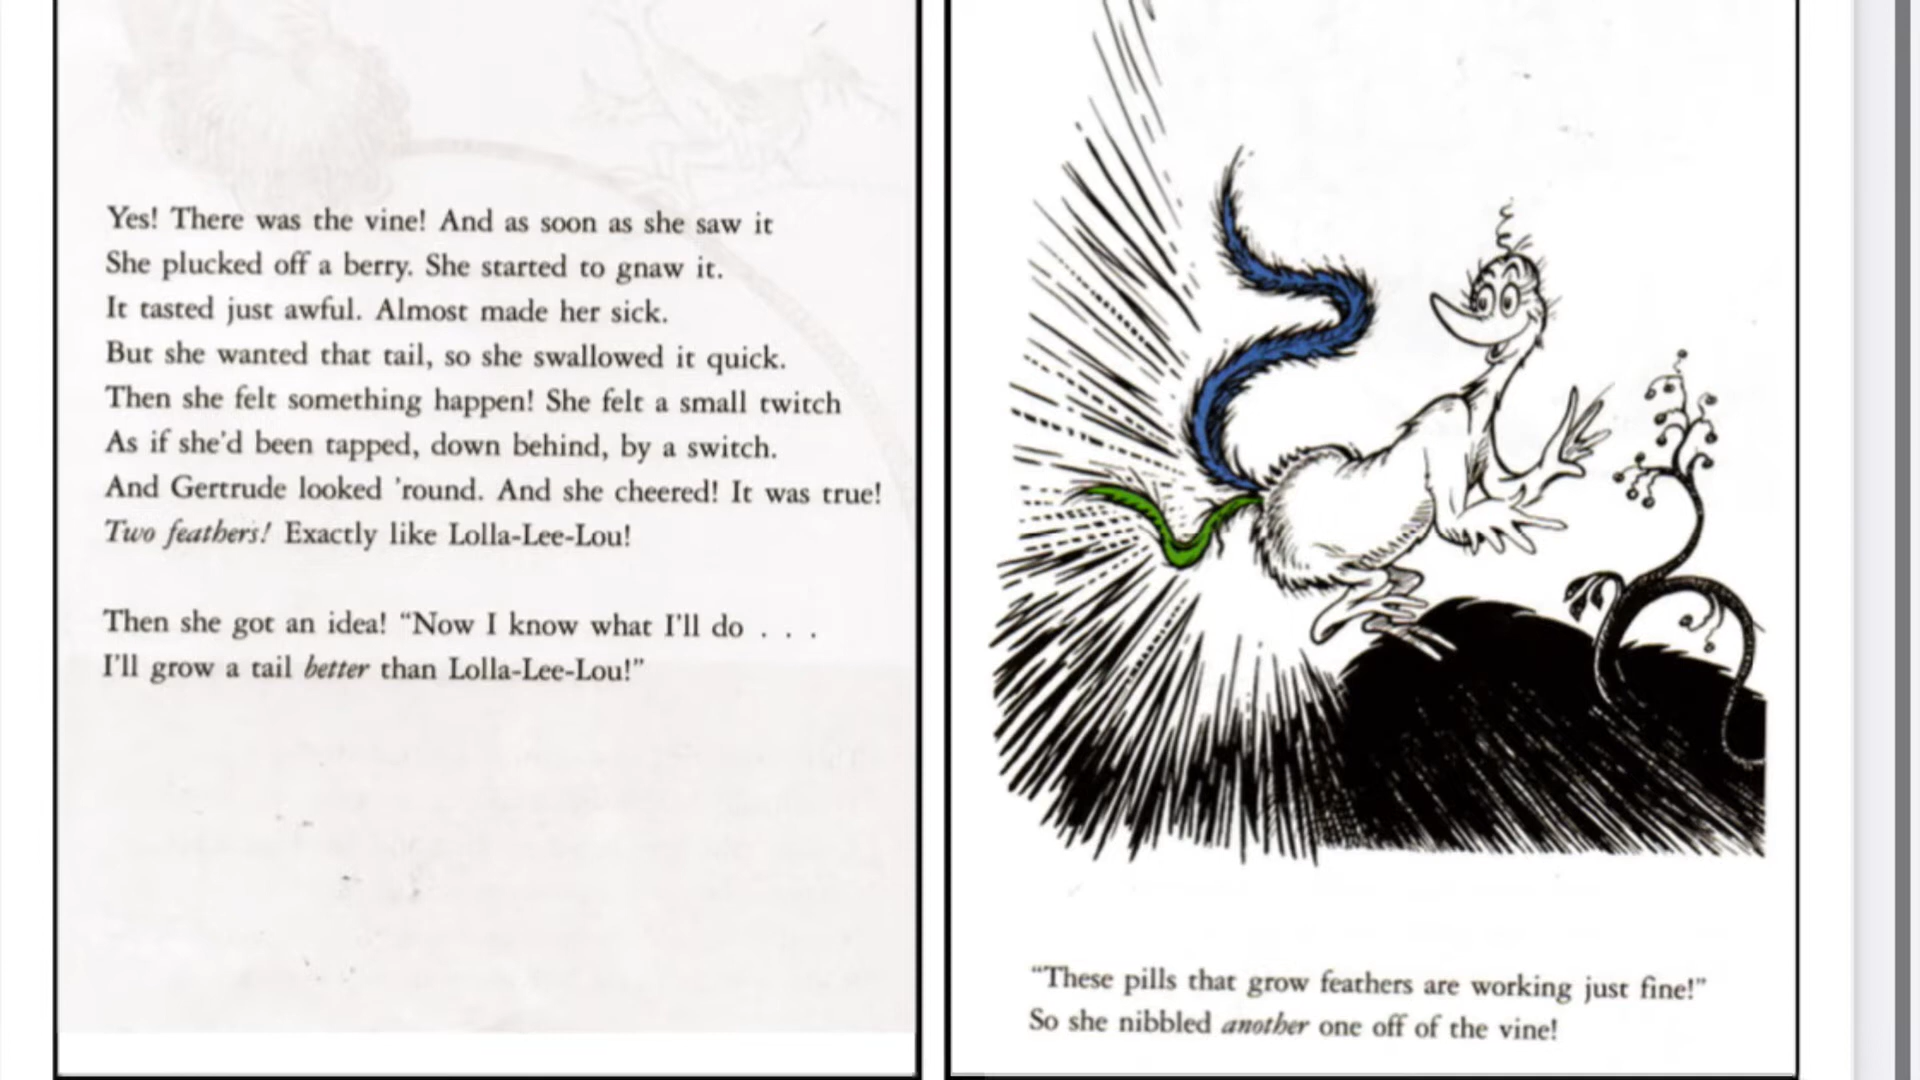 Yes! There was the vine! And as soon as she saw it
She plucked off a berry. She started to gnaw it.
It tasted just awful. Almost made her sick.
But she wanted that tail, so she swallowed it quick.
Then she felt something happen! She felt a small twitch
As if she'd been tapped, down behind, by a switch.
And Gertrude looked 'round. And she cheered! It was true!
Two feathers! Exactly like Lolla-Lee-Lou!
Then she got an idea! “Now I know what I'll do . . .
I'll grow a tail better than Lolla-Lee-Lou!”
“These pills that grow feathers are working just fine!”
So she nibbled another one off of the vine!